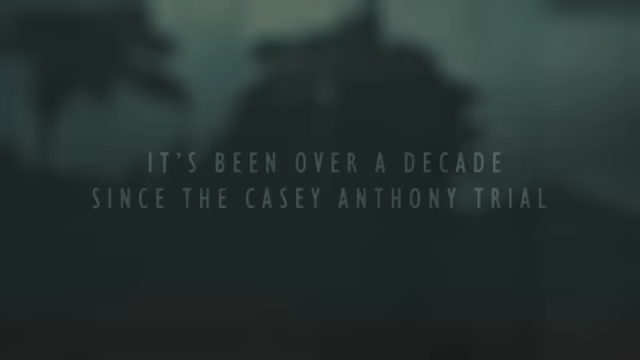 IT'S BEEN OVER A DECADE
SINCE THE CASEY ANTHONY TRIAL